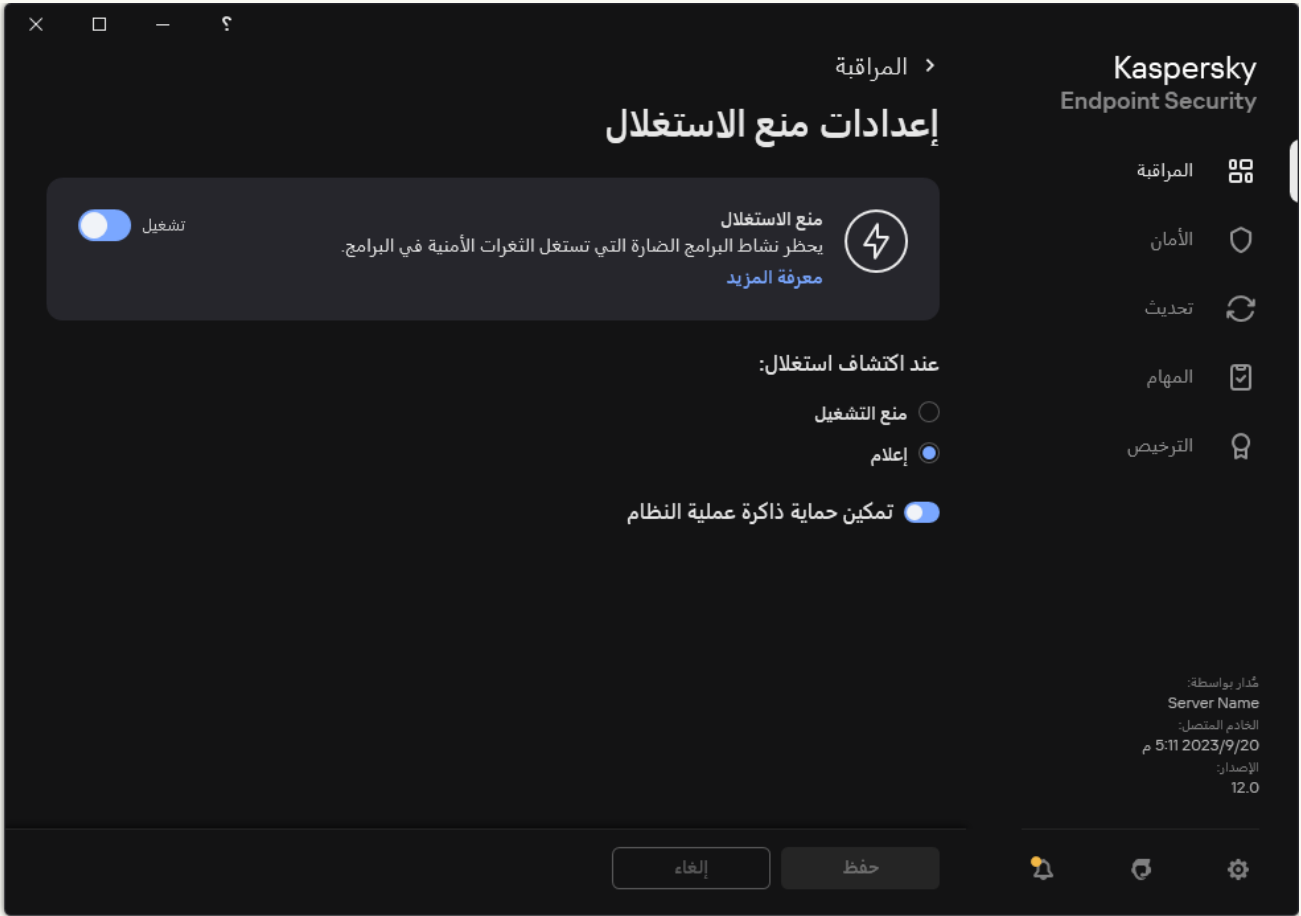 ؟
Kaspersky
Endpoint Security
المراقبة
الأمان
تحديث
المهام
الترخيص
مُدار بواسطة:
Server Name
الخادم المتصل:
2023/9/20 5:11 م
الإصدار:
12.0
المراقبة
إعدادات منع الاستغلال
منع الاستغلال
يحظر نشاط البرامج الضارة التي تستغل الثغرات الأمنية في البرامج.
معرفة المزيد
تشغيل
عند اكتشاف استغلال:
منع التشغيل
إعلام
تمكين حماية ذاكرة عملية النظام
حفظ
إلغاء